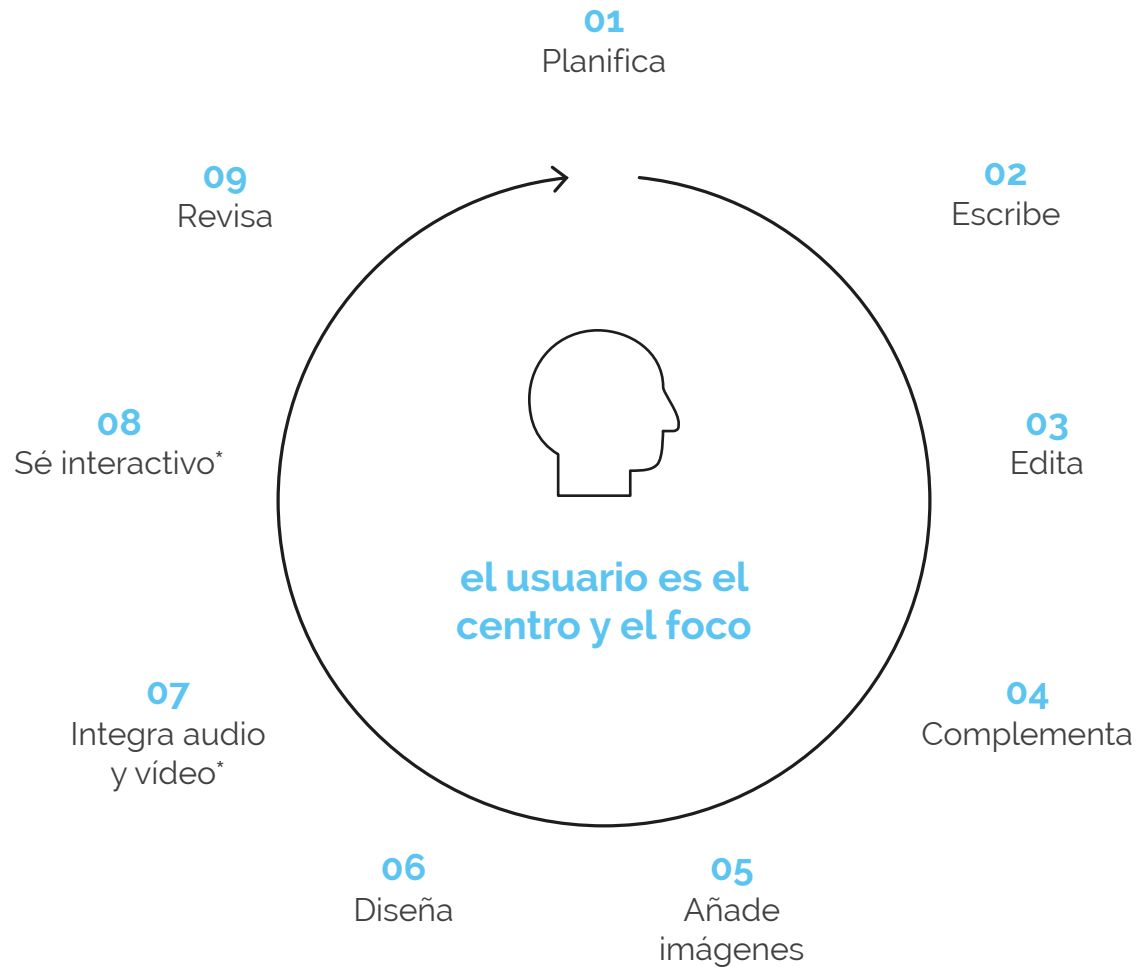 01
Planifica
02
Escribe
03
Edita
04
Complementa
05
Añade
imágenes
06
Diseña
07
Integra audio
y vídeo*
08
Sé interactivo*
09
Revisa
el usuario es el
centro y el foco